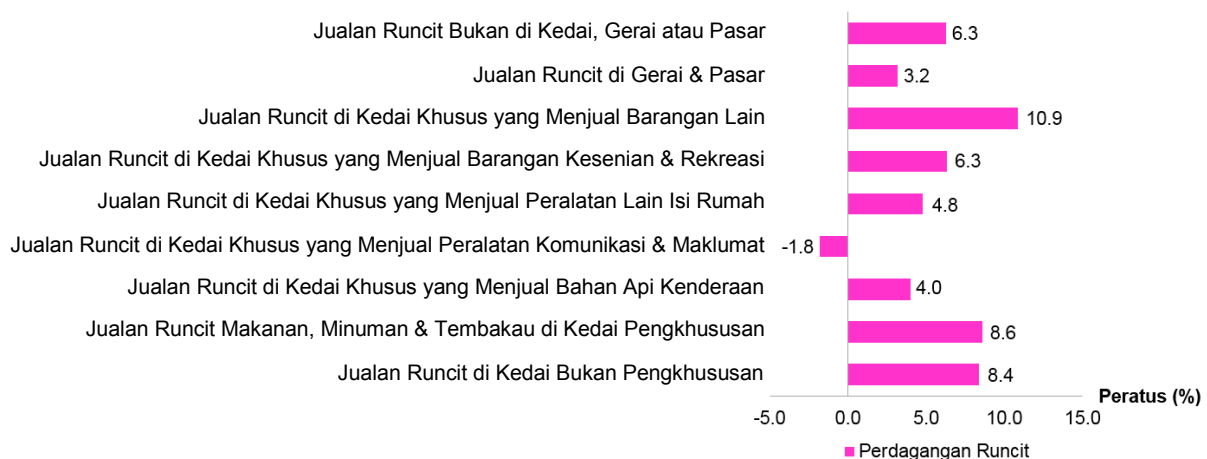 Jualan Runcit Bukan di Kedai, Gerai atau Pasar 6.3
Jualan Runcit di Gerai & Pasar 3.2
Jualan Runcit di Kedai Khusus yang Menjual Barangan Lain 10.9
Jualan Runcit di Kedai Khusus yang Menjual Barangan Kesenian & Rekreasi 6.3
Jualan Runcit di Kedai Khusus yang Menjual Peralatan Lain Isi Rumah 4.8
Jualan Runcit di Kedai Khusus yang Menjual Peralatan Komunikasi & Maklumat -1.8
Jualan Runcit di Kedai Khusus yang Menjual Bahan Api Kenderaan 4.0
Jualan Runcit Makanan, Minuman & Tembakau di Kedai Pengkhususan 8.6
Jualan Runcit di Kedai Bukan Pengkhususan 8.4
Peratus (%)
-5.0 0.0 5.0 10.0 15.0
Perdagangan Runcit